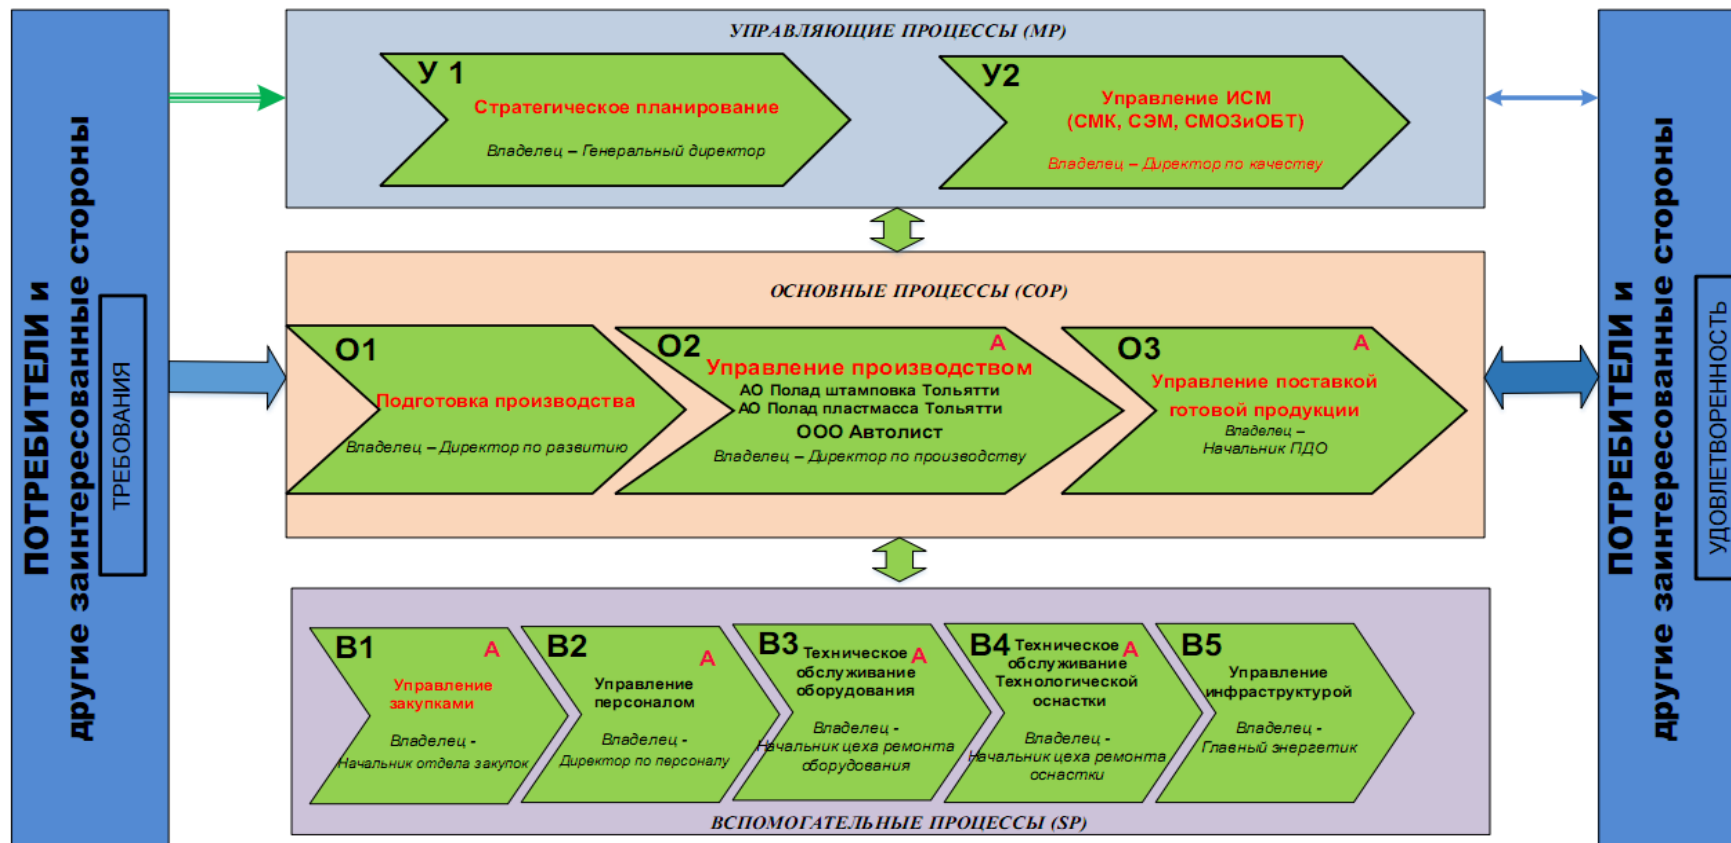 ПОТРЕБИТЕЛИ и
другие заинтересованные стороны
ТРЕБОВАНИЯ
УПРАВЛЯЮЩИЕ ПРОЦЕССЫ (МР)
У 1
Стратегическое планирование
Владелец – Генеральный директор
У2
Управление ИСМ
(СМК, СЭМ, СМОЗиОБТ)
Владелец – Директор по качеству
ОСНОВНЫЕ ПРОЦЕССЫ (СОР)
О1
Подготовка производства
Владелец – Директор по развитию
О2
А
Управление производством
АО Полад штамповка Тольятти
АО Полад пластмасса Тольятти
ООО Автолист
Владелец – Директор по производству
О3
А
Управление поставкой
готовой продукции
Владелец –
Начальник ПДО
В1
А
Управление
закупками
Владелец -
Начальник отдела закупок
В2
А
Управление
персоналом
Владелец -
Директор по персоналу
В3
А
Техническое
обслуживание
оборудования
Владелец -
Начальник цеха ремонта
оборудования
В4
А
Техническое
обслуживание
Технологической
оснастки
Владелец -
Начальник цеха ремонта
оснастки
В5
Управление
инфраструктурой
Владелец -
Главный энергетик
ВСПОМОГАТЕЛЬНЫЕ ПРОЦЕССЫ (SP)
ПОТРЕБИТЕЛИ и
другие заинтересованные стороны
УДОВЛЕТВОРЕННОСТЬ